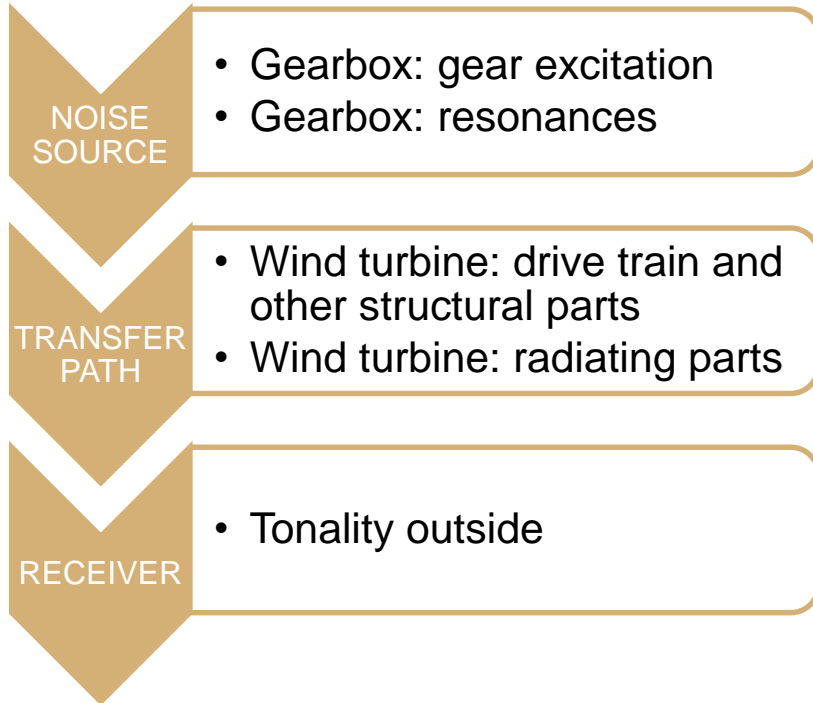 NOISE
SOURCE
• Gearbox: gear excitation
• Gearbox: resonances
TRANSFER
PATH
• Wind turbine: drive train and
other structural parts
• Wind turbine: radiating parts
RECEIVER
• Tonality outside